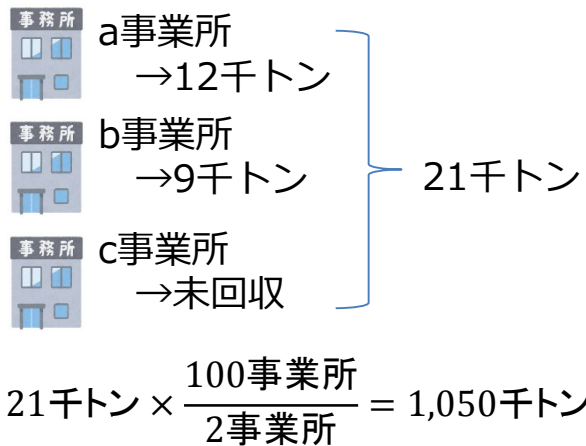 事務所
a事業所
→12千トン
事務所
b事業所
→9千トン
21千トン
事務所
c事業所
→未回収
21千トン × 100事業所/2事業所 = 1,050千トン